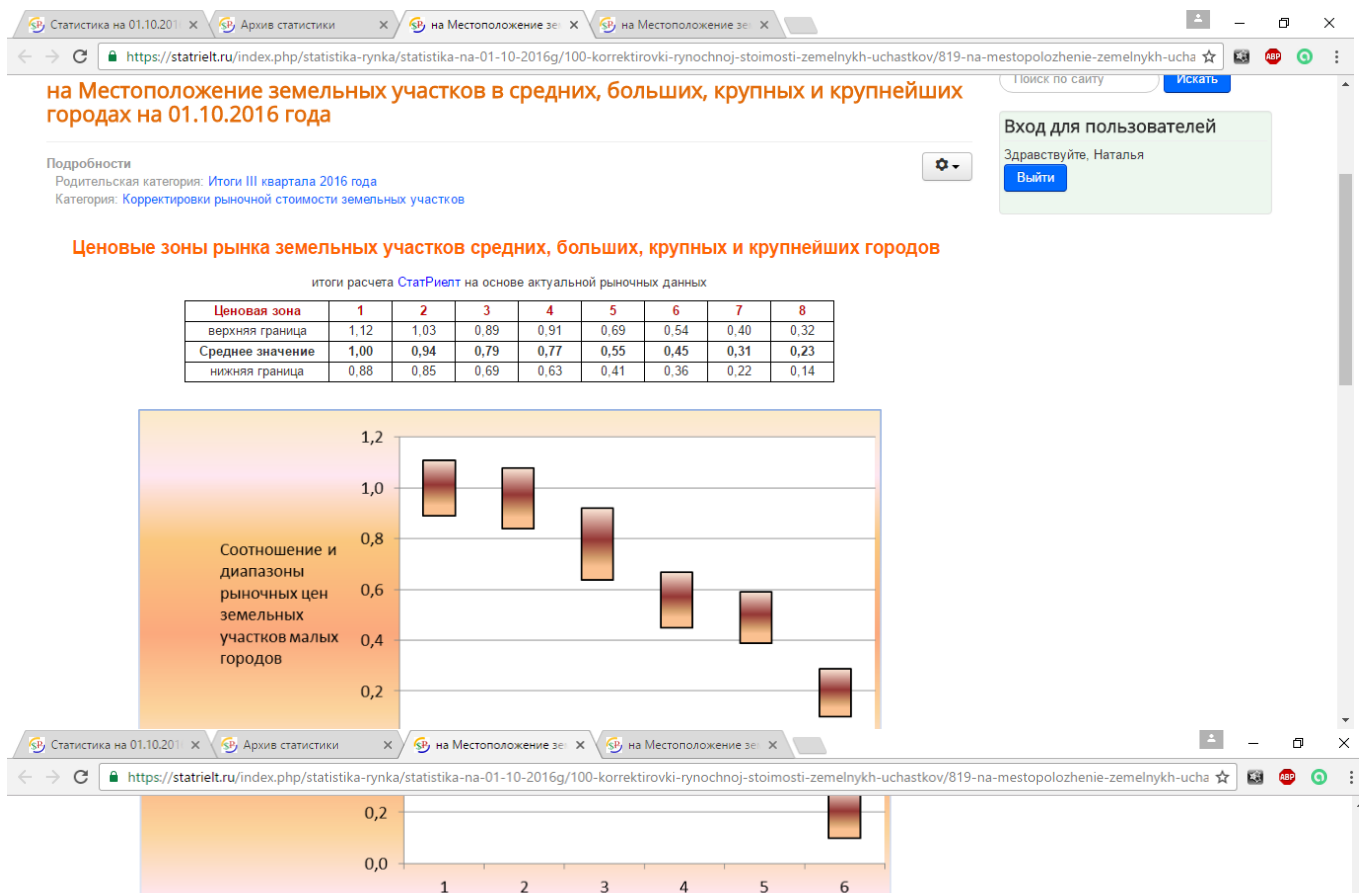 Статистика на 01.10.201
Архив статистики
на Местоположение зе
на Местоположение зе
https://statrielt.ru/index.php/statistika-rynka/statistika-na-01-10-2016g/100-korrektirovki-rynochnoj-stoimosti-zemelnykh-uchastkov/819-na-mestopolozhenie-zemelnykh-ucha
ABP
на Местоположение земельных участков в средних, больших, крупных и крупнейших
городах на 01.10.2016 года
Поиск по сайту
Искать
Вход для пользователей
Здравствуйте, Наталья
Выйти
Подробности
Родительская категория: Итоги III квартала 2016 года
Категория: Корректировки рыночной стоимости земельных участков
Ценовые зоны рынка земельных участков средних, больших, крупных и крупнейших городов
итоги расчета СтатРиелт на основе актуальной рыночных данных
Ценовая зона 1 2 3 4 5 6 7 8
верхняя граница 1,12 1,03 0,89 0,91 0,69 0,54 0,40 0,32
Среднее значение 1,00 0,94 0,79 0,77 0,55 0,45 0,31 0,23
нижняя граница 0,88 0,85 0,69 0,63 0,41 0,36 0,22 0,14
Соотношение и
диапазоны
рыночных цен
земельных
участков малых
городов
1,2
1,0
0,8
0,6
0,4
0,2
Статистика на 01.10.201
Архив статистики
на Местоположение зе
на Местоположение зе
https://statrielt.ru/index.php/statistika-rynka/statistika-na-01-10-2016g/100-korrektirovki-rynochnoj-stoimosti-zemelnykh-uchastkov/819-na-mestopolozhenie-zemelnykh-ucha
ABP
0,2
0,0
1 2 3 4 5 6